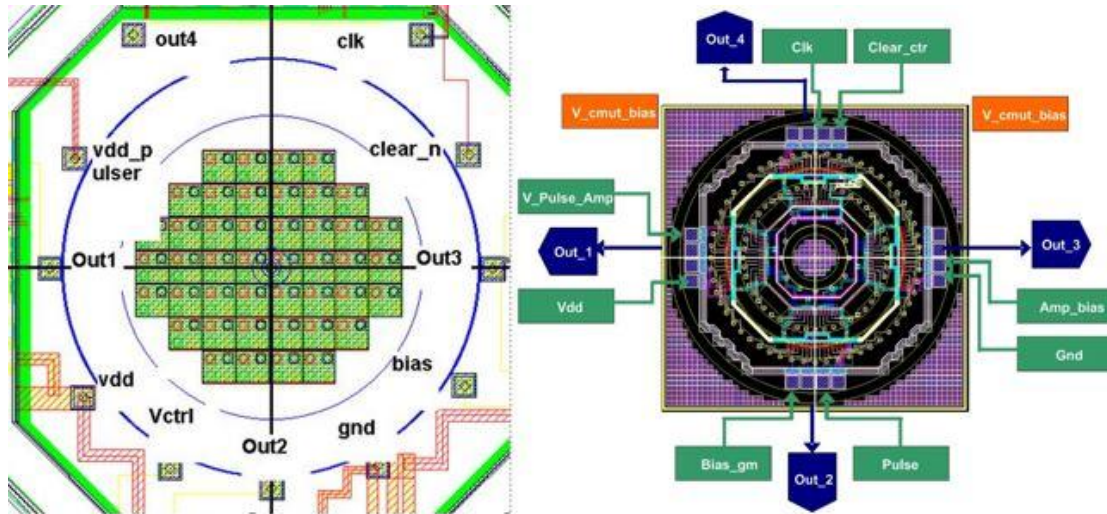 out4
clk
vdd_p
ulser
clear_n
Out1
Out3
vdd
bias
Vctrl
Out2
gnd
Out_4
Clk
Clear_ctr
V_cmut_bias
V_cmut_bias
V_Pulse_Amp
Out_1
Out_3
Vdd
Amp_bias
Gnd
Bias_gm
Out_2
Pulse